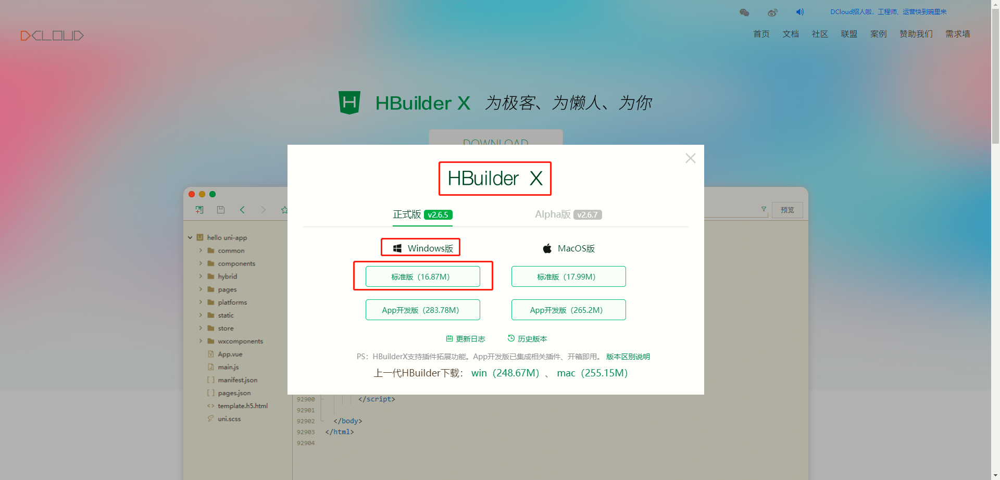 DCloud招人啦，工程师、运营快到碗里来
DCLOUD
首页 文档 社区 联盟 案例 赞助我们 需求墙
H HBuilder X 为极客、为懒人、为你
DOWNLOAD
HBuilder X
正式版 v2.6.5 Alpha版 v2.6.7
预览
Windows版 MacOS版
标准版（16.87M） 标准版（17.99M）
App开发版（283.78M） App开发版（265.2M）
更新日志 历史版本
PS：HBuilderX支持插件拓展功能。App开发版已集成相关插件、开箱即用。 版本区别说明
上一代HBuilder下载： win（248.67M）、 mac（255.15M）
U hello uni-app
common
components
hybrid
pages
platforms
static
store
wxcomponents
App.vue
main.js
manifest.json
pages.json
template.h5.html
uni.scss
92900 </script>
92901
92902 </body>
92903 </html>
92904